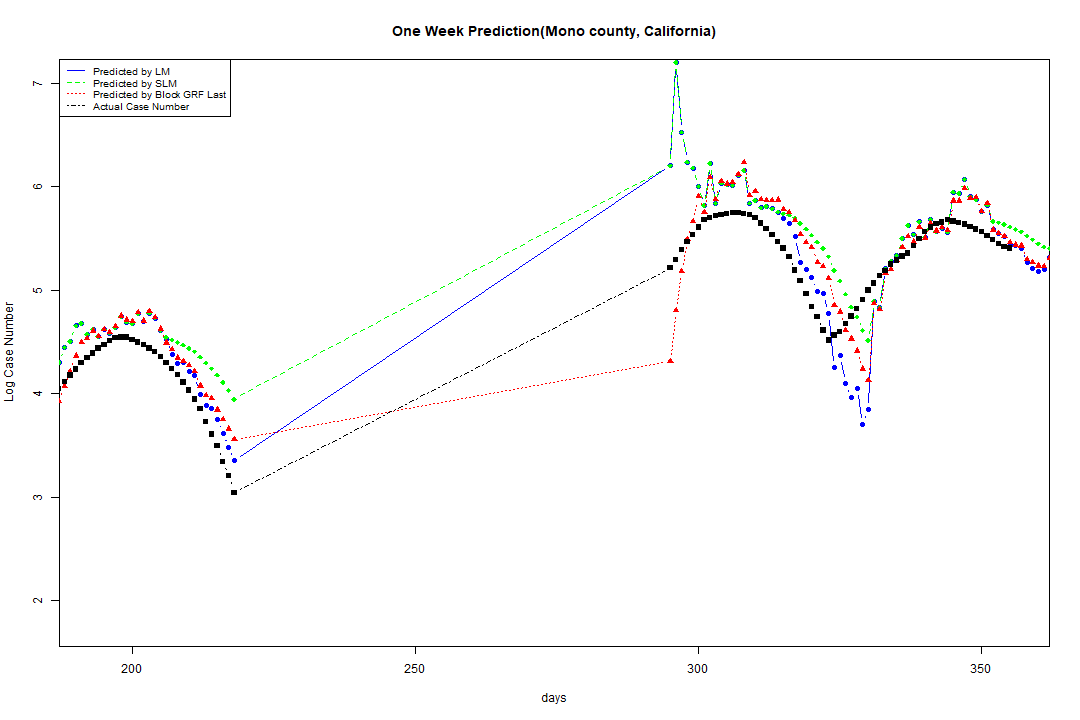 One Week Prediction(Mono county, California)
Predicted by LM
Predicted by SLM
Predicted by Block GRF Last
Actual Case Number
Log Case Number
7
6
5
4
3
2
200
250
300
350
days